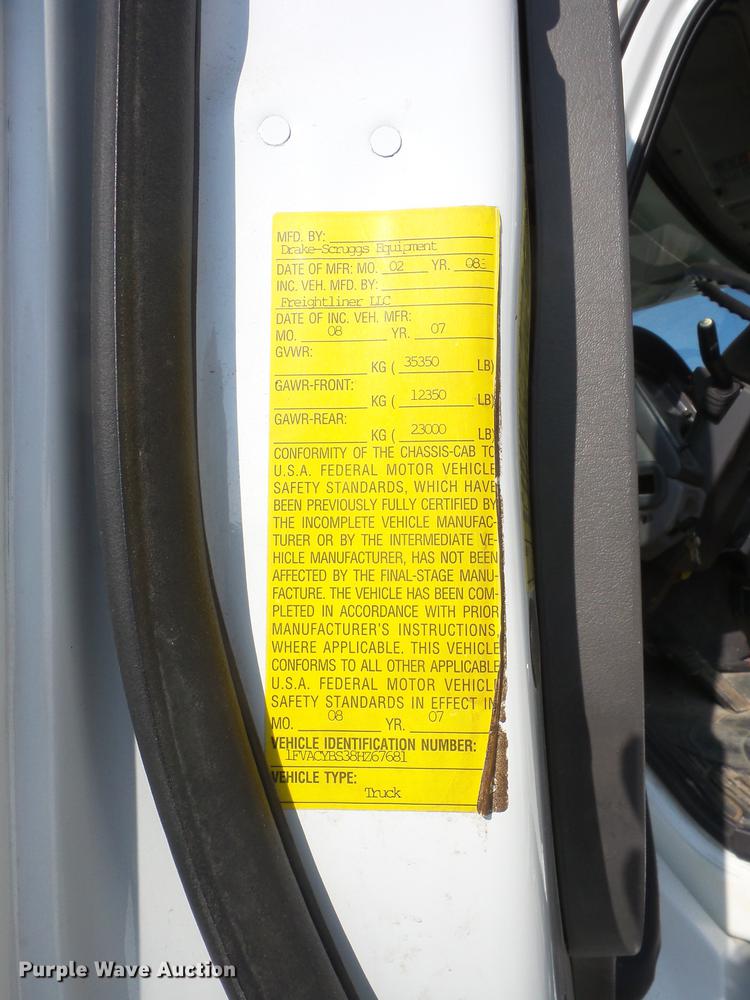 MFD. BY:
Drake-Scruggs Equipment
DATE OF MFR: MO. 02 YR. 08
INC. VEH. MFD. BY:
Freightliner LLC
DATE OF INC. VEH. MFR:
MO. 08 YR. 07
GVWR:
KG ( 35350 LB)
GAWR-FRONT:
KG ( 12350 LB)
GAWR-REAR:
KG ( 23000 LB)
CONFORMITY OF THE CHASSIS-CAB TO
U.S.A. FEDERAL MOTOR VEHICLE
SAFETY STANDARDS, WHICH HAVE
BEEN PREVIOUSLY FULLY CERTIFIED BY
THE INCOMPLETE VEHICLE MANUFAC-
TURER OR BY THE INTERMEDIATE VE-
HICLE MANUFACTURER, HAS NOT BEEN
AFFECTED BY THE FINAL-STAGE MANU-
FACTURE. THE VEHICLE HAS BEEN COM-
PLETED IN ACCORDANCE WITH PRIOR
MANUFACTURER'S INSTRUCTIONS,
WHERE APPLICABLE. THIS VEHICLE
CONFORMS TO ALL OTHER APPLICABLE
U.S.A. FEDERAL MOTOR VEHICLE
SAFETY STANDARDS IN EFFECT IN
MO. 08 YR. 07
VEHICLE IDENTIFICATION NUMBER:
1FVACYBS38HZ67681
VEHICLE TYPE:
Truck
Purple Wave Auction